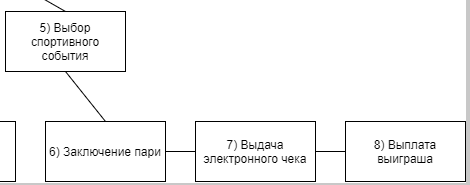 5) Выбор
спортивного
события
6) Заключение пари
7) Выдача
электронного чека
8) Выплата
выиграша